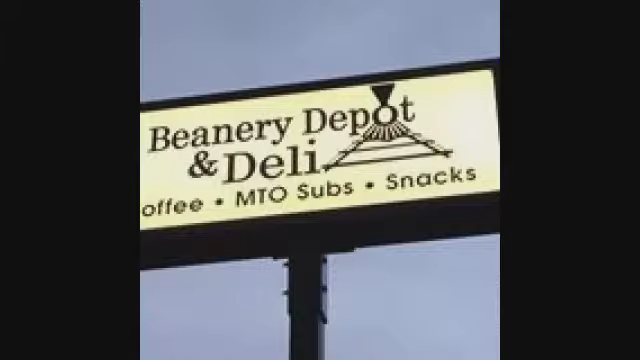 Beanery Depot
& Deli
offee • MTO Subs • Snacks